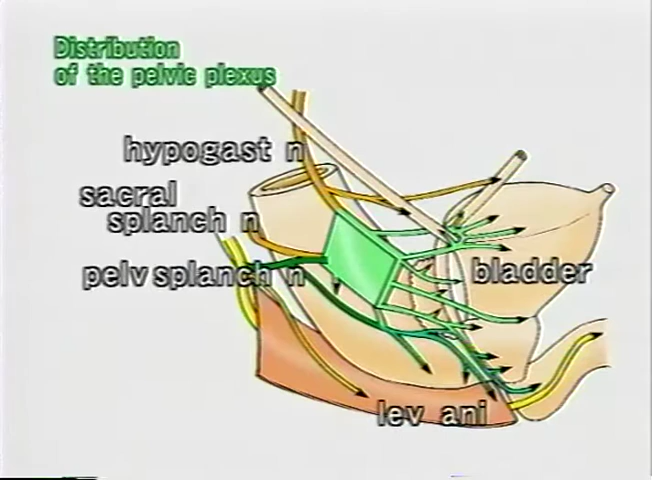 Distribution
of the pelvic plexus
hypogast n
sacral
splanch n
pelv splanch n
bladder
lev ani